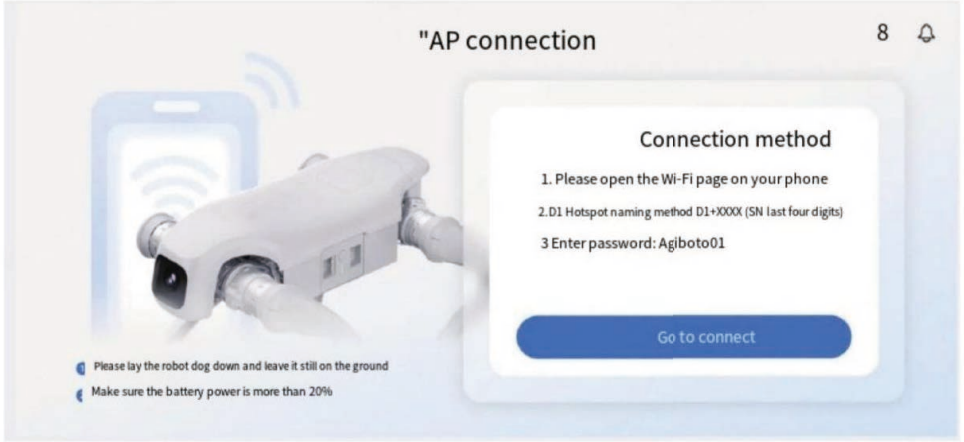 "AP connection
8
Connection method
1. Please open the Wi-Fi page on your phone
2.D1 Hotspot naming method D1+XXXX (SN last four digits)
3 Enter password: Agiboto01
Go to connect
1 Please lay the robot dog down and leave it still on the ground
Make sure the battery power is more than 20%